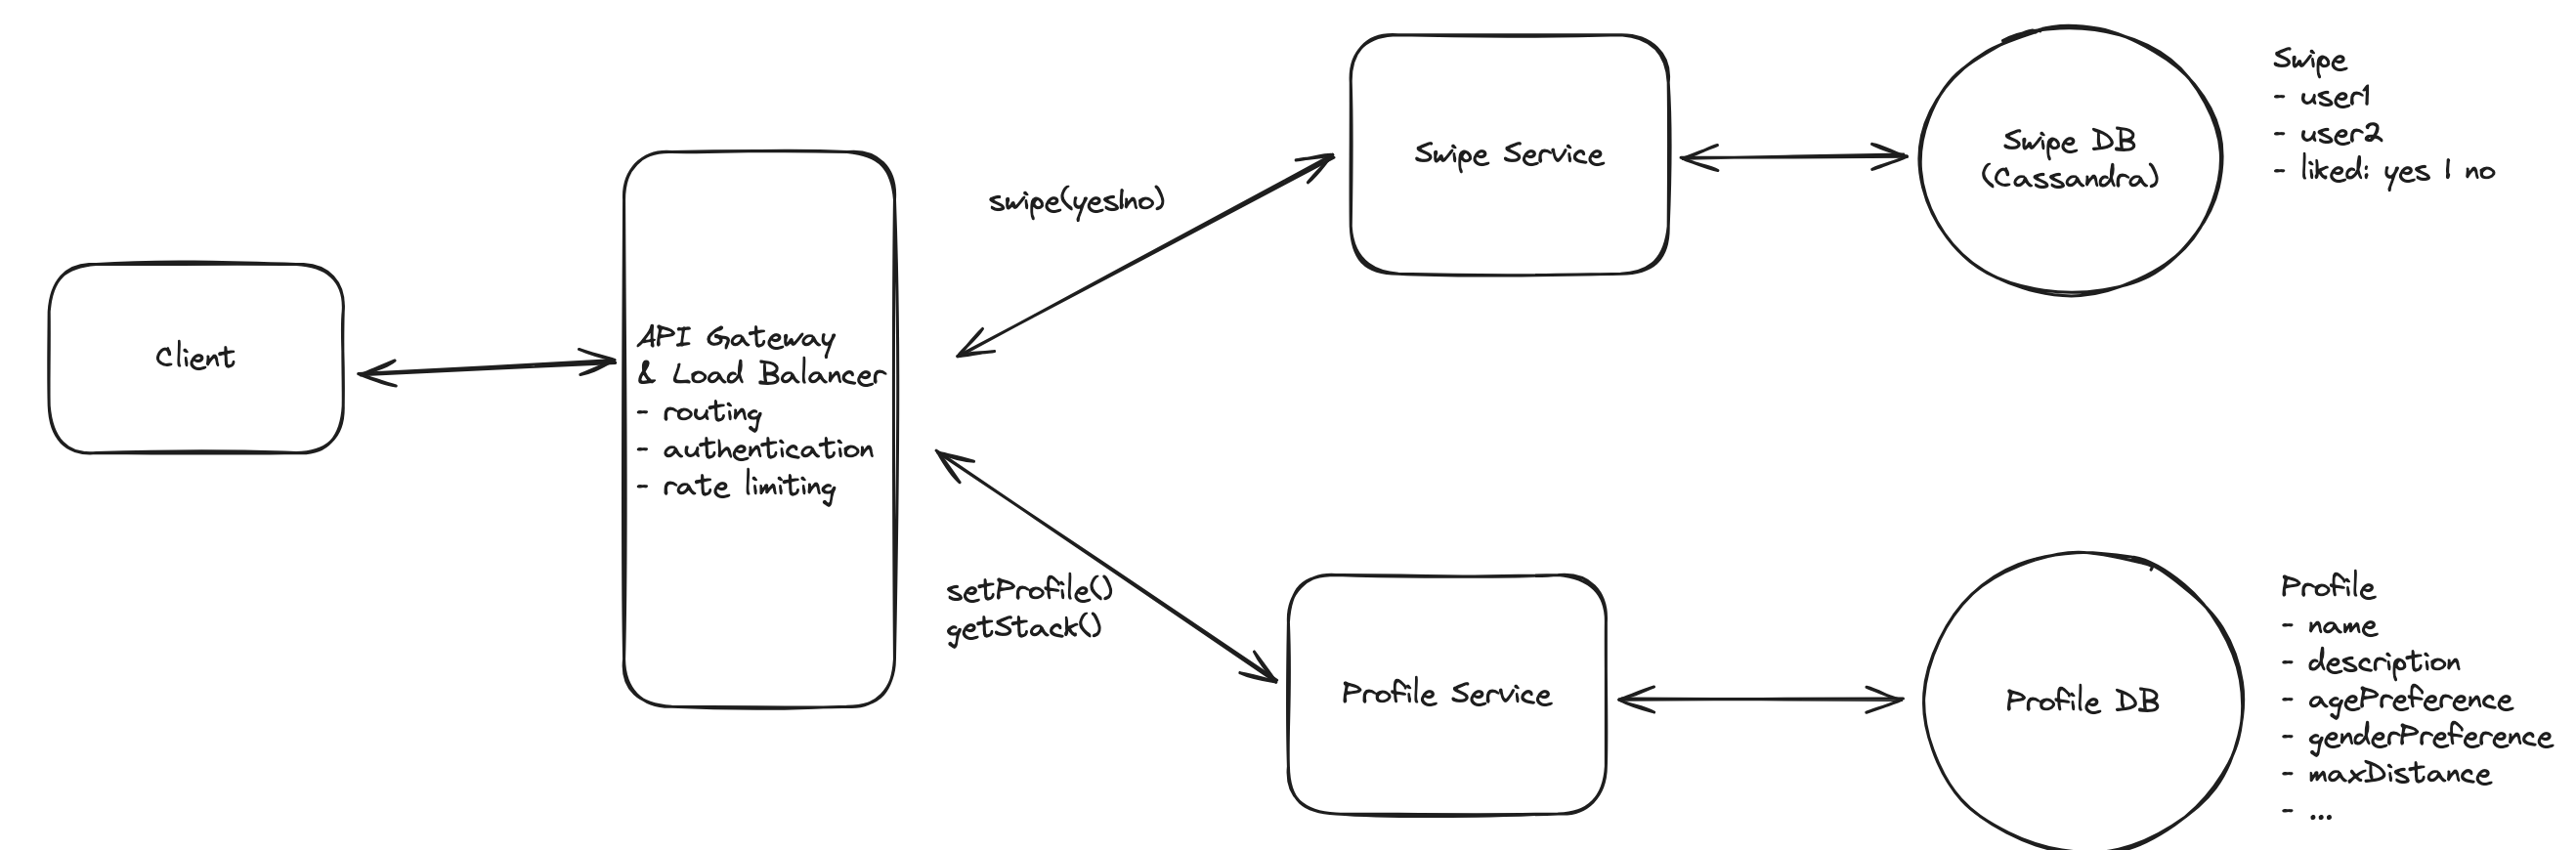 Client
API Gateway
& Load Balancer
- routing
- authentication
- rate limiting
swipe(yes|no)
setProfile()
getStack()
Swipe Service
Swipe DB
(Cassandra)
Swipe
- user1
- user2
- liked: yes | no
Profile Service
Profile DB
Profile
- name
- description
- agePreference
- genderPreference
- maxDistance
- ...